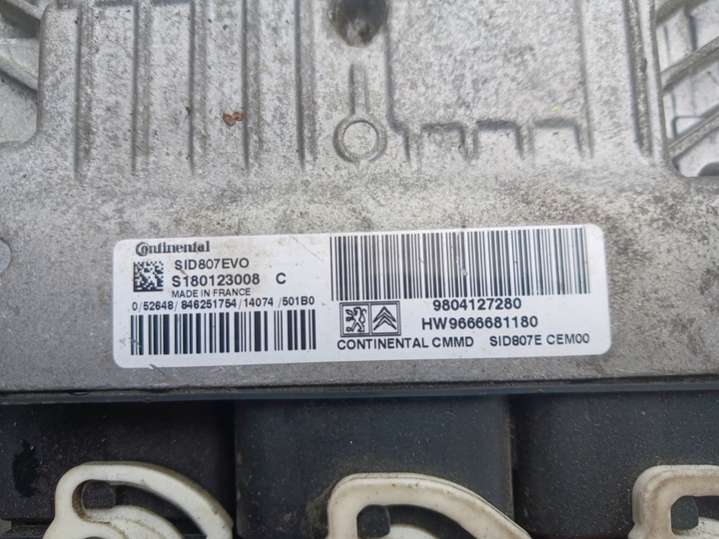 Continental
SID807EVO
S180123008 C
MADE IN FRANCE
0/52648/846251754/14074/501B0
9804127280
HW9666681180
CONTINENTAL CMMD SID807E CEM00